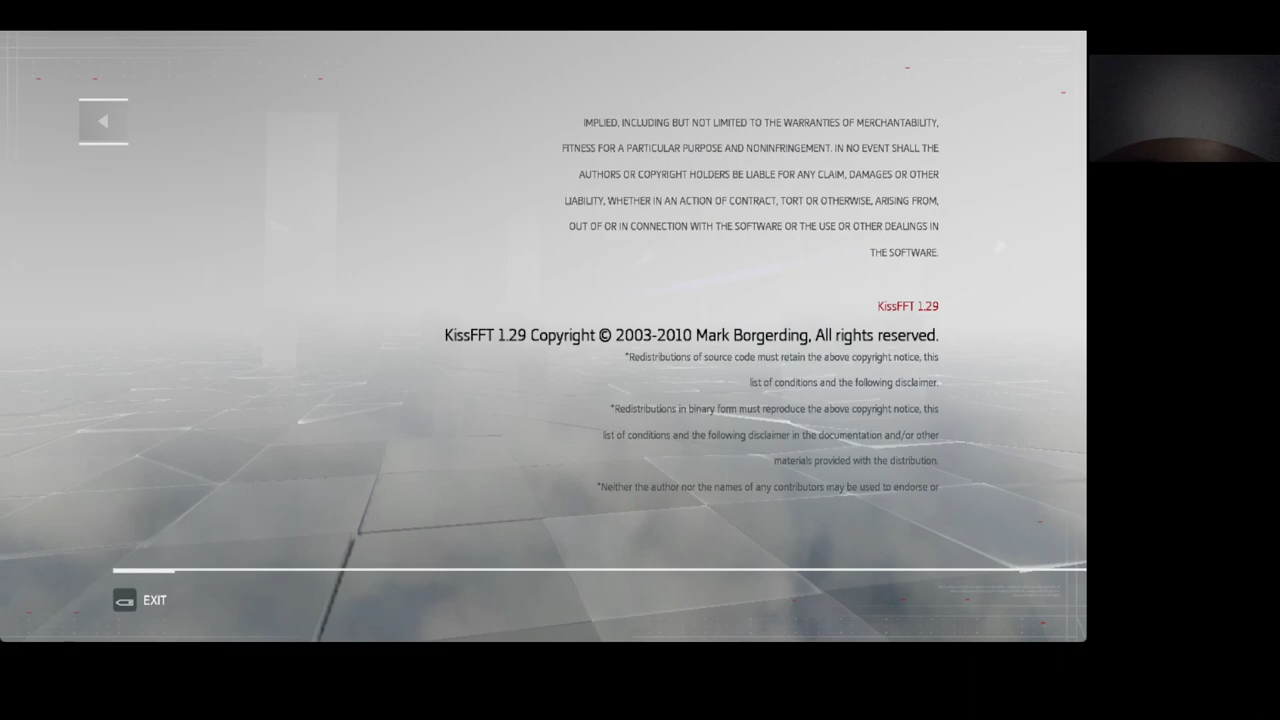 IMPLIED, INCLUDING BUT NOT LIMITED TO THE WARRANTIES OF MERCHANTABILITY,
FITNESS FOR A PARTICULAR PURPOSE AND NONINFRINGEMENT. IN NO EVENT SHALL THE
AUTHORS OR COPYRIGHT HOLDERS BE LIABLE FOR ANY CLAIM, DAMAGES OR OTHER
LIABILITY, WHETHER IN AN ACTION OF CONTRACT, TORT OR OTHERWISE, ARISING FROM,
OUT OF OR IN CONNECTION WITH THE SOFTWARE OR THE USE OR OTHER DEALINGS IN
THE SOFTWARE.
KissFFT 1.29
KissFFT 1.29 Copyright © 2003-2010 Mark Borgerding, All rights reserved.
*Redistributions of source code must retain the above copyright notice, this
list of conditions and the following disclaimer.
*Redistributions in binary form must reproduce the above copyright notice, this
list of conditions and the following disclaimer in the documentation and/or other
materials provided with the distribution.
*Neither the author nor the names of any contributors may be used to endorse or
EXIT